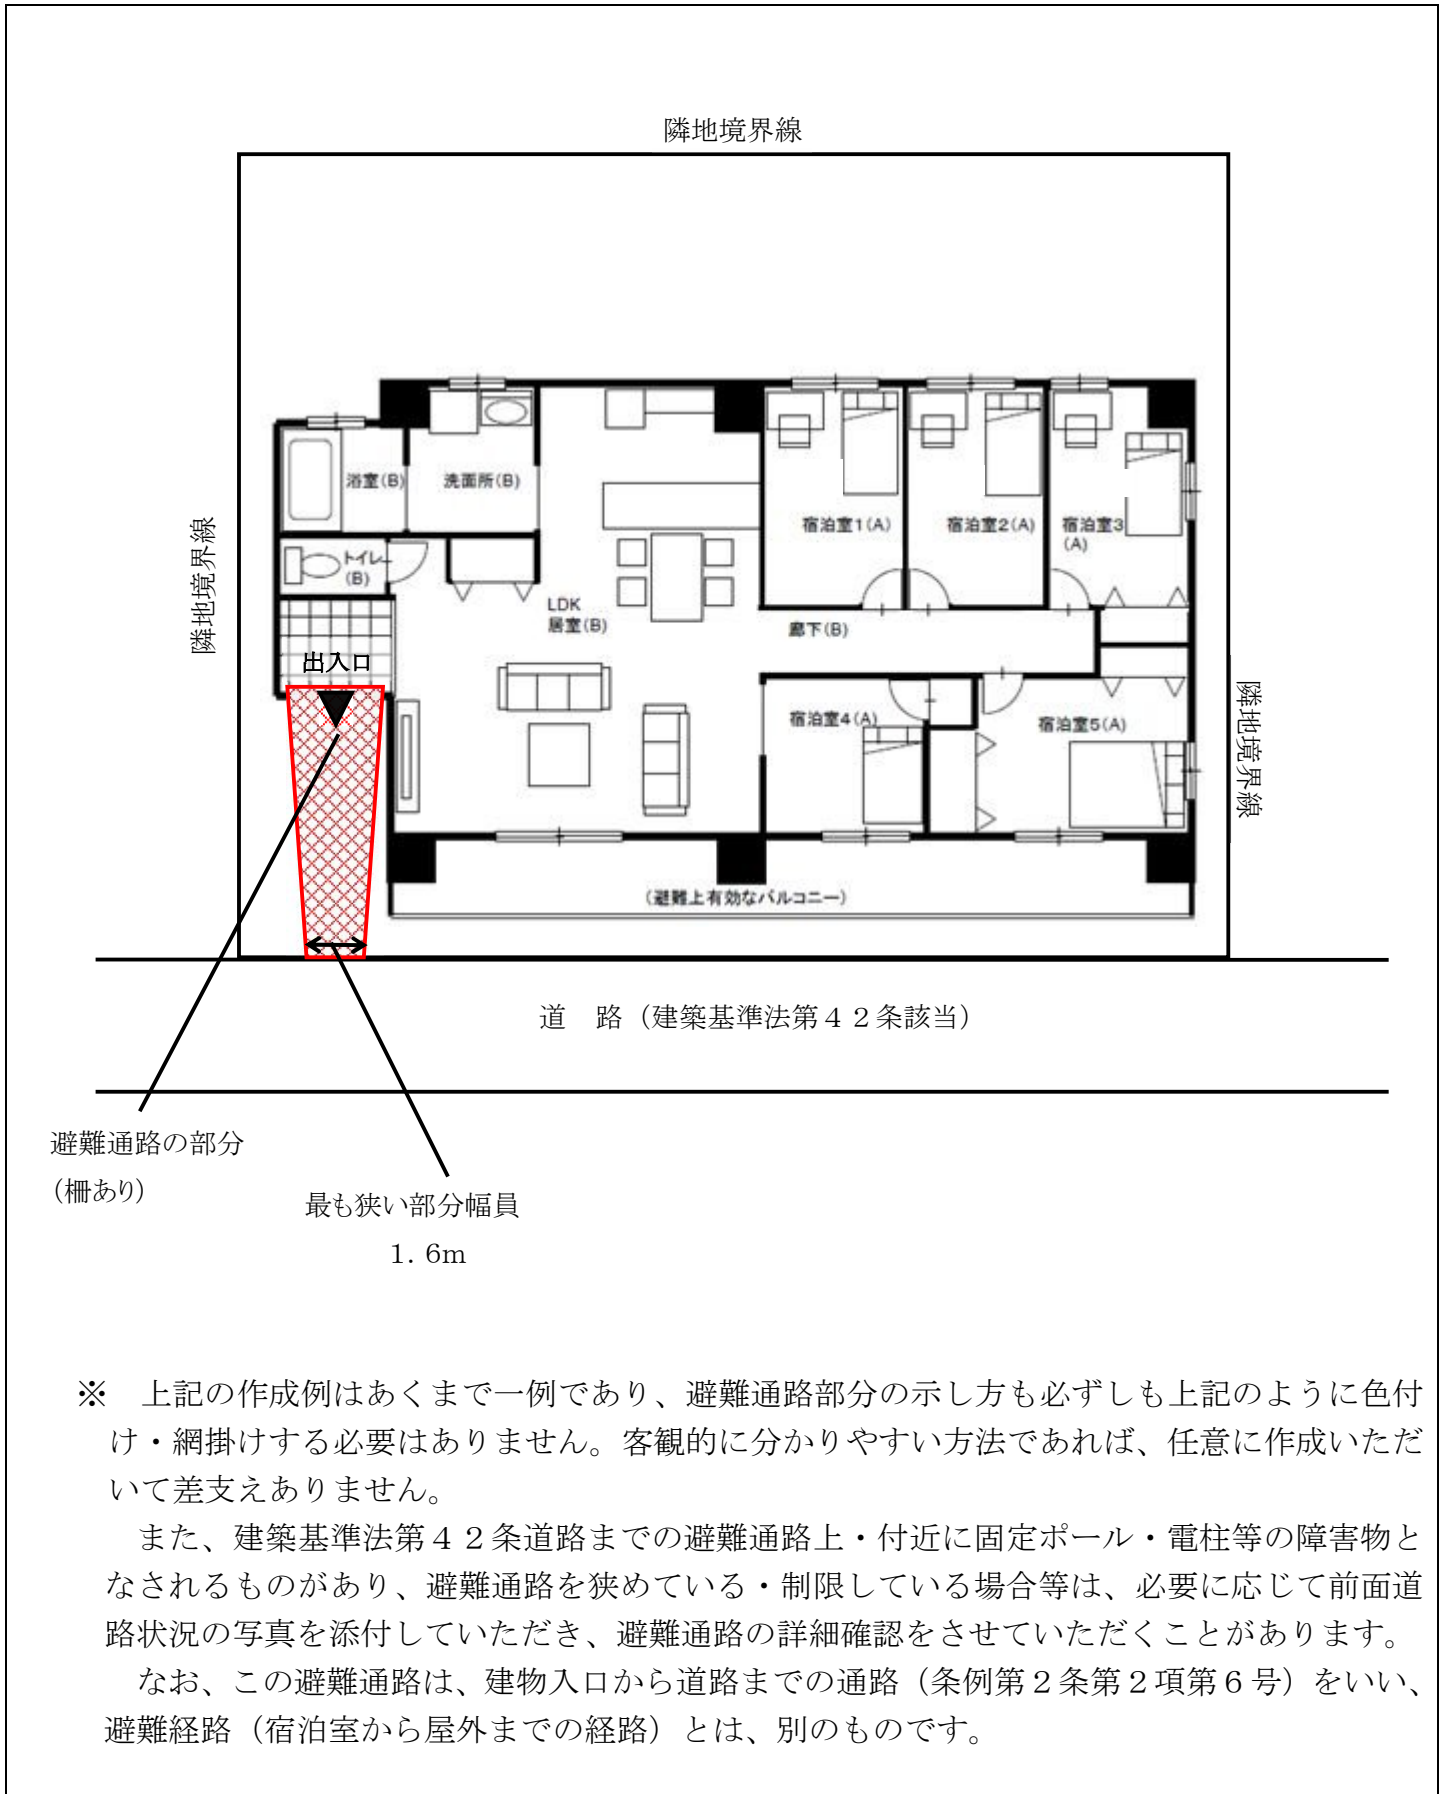 隣地境界線
浴室(B)
洗面所(B)
宿泊室1(A)
宿泊室2(A)
宿泊室3
(A)
トイレ
(B)
LDK
居室(B)
廊下(B)
隣地境界線
出入口
宿泊室4(A)
宿泊室5(A)
隣地境界線
(避難上有効なバルコニー)
道　路（建築基準法第４２条該当）
避難通路の部分
（柵あり）
最も狭い部分幅員
1．6m
※　上記の作成例はあくまで一例であり、避難通路部分の示し方も必ずしも上記のように色付
け・網掛けする必要はありません。客観的に分かりやすい方法であれば、任意に作成いただ
いて差支えありません。
また、建築基準法第４２条道路までの避難通路上・付近に固定ポール・電柱等の障害物と
なされるものがあり、避難通路を狭めている・制限している場合等は、必要に応じて前面道
路状況の写真を添付していただき、避難通路の詳細確認をさせていただくことがあります。
なお、この避難通路は、建物入口から道路までの通路（条例第２条第２項第６号）をいい、
避難経路（宿泊室から屋外までの経路）とは、別のものです。